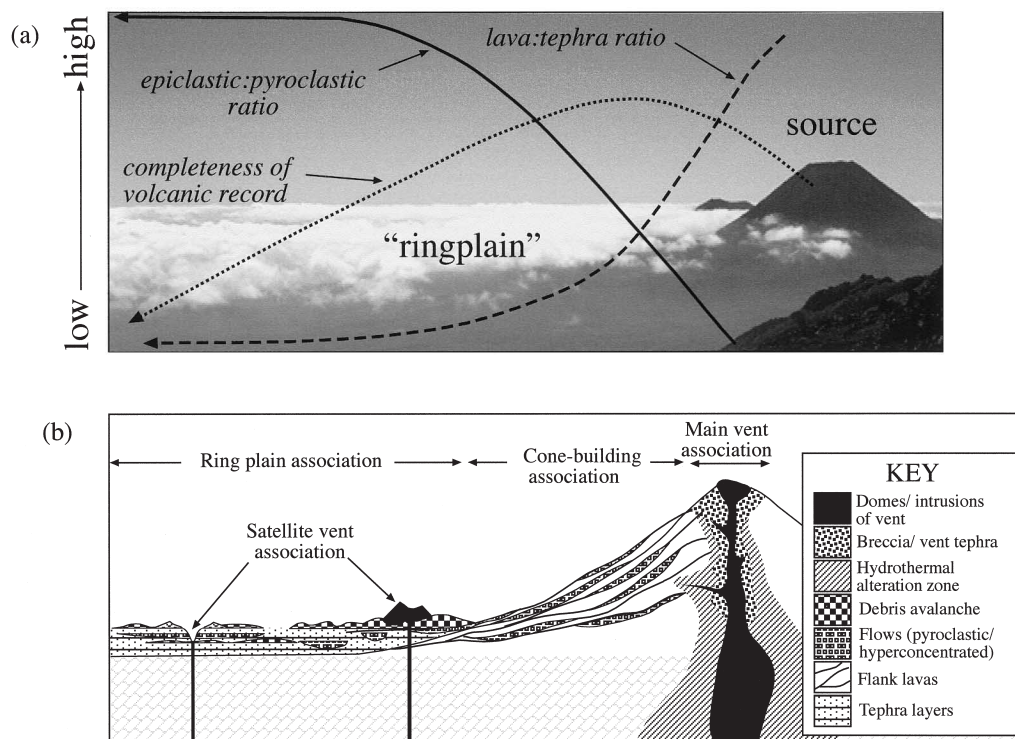 (a)
high
low
lava:tephra ratio
epiclastic:pyroclastic
ratio
source
completeness of
volcanic record
“ringplain”
(b)
Ring plain association
Cone-building
association
Main vent
association
Satellite vent
association
KEY
Domes/ intrusions
of vent
Breccia/ vent tephra
Hydrothermal
alteration zone
Debris avalanche
Flows (pyroclastic/
hyperconcentrated)
Flank lavas
Tephra layers